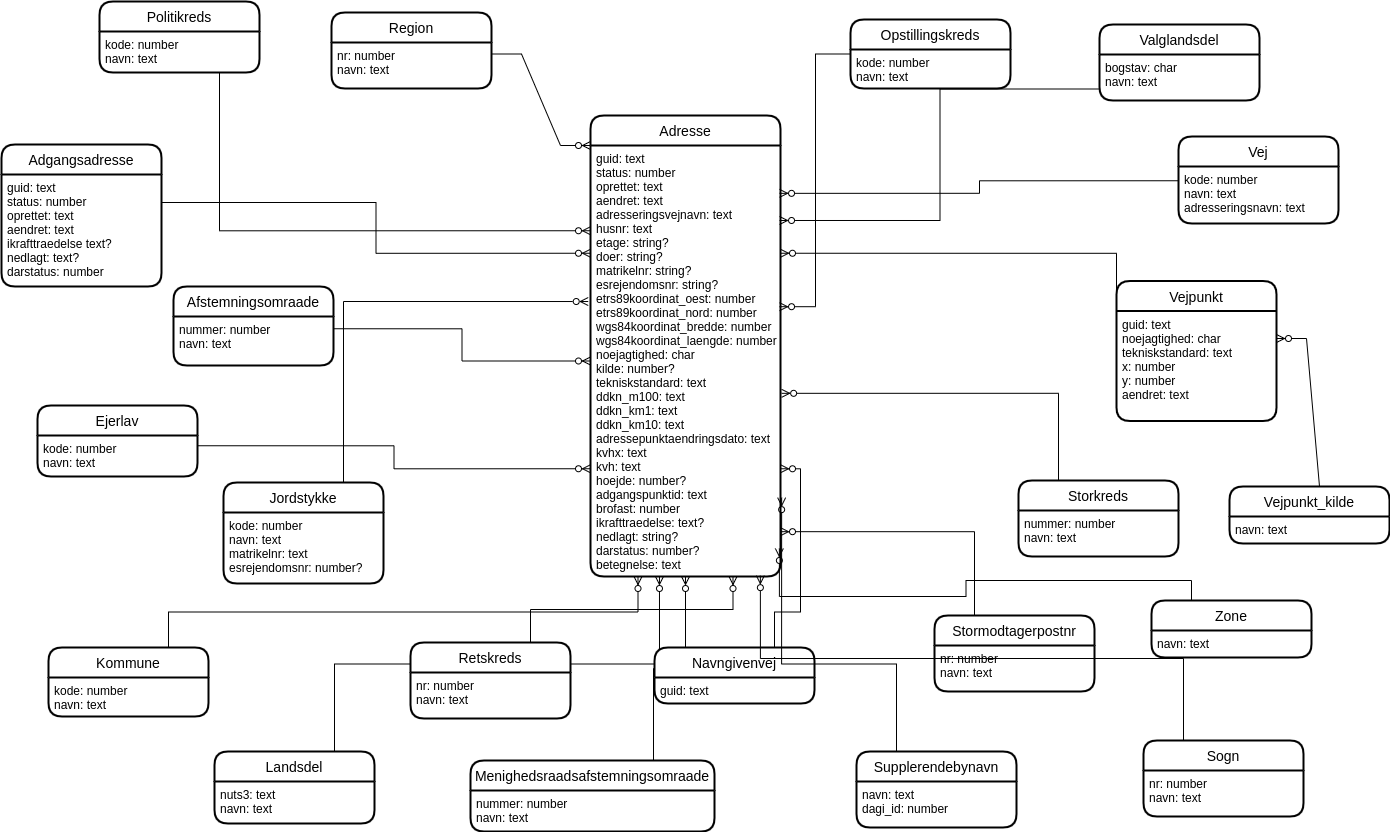 Politikreds
kode: number
navn: text
Region
nr: number
navn: text
Opstillingskreds
kode: number
navn: text
Valglandsdel
bogstav: char
navn: text
Adgangsadresse
guid: text
status: number
oprettet: text
aendret: text
ikrafttraedelse text?
nedlagt: text?
darstatus: number
Adresse
guid: text
status: number
oprettet: text
aendret: text
adresseringsvejnavn: text
husnr: text
etage: string?
doer: string?
matrikelnr: string?
esrejendomsnr: string?
etrs89koordinat_oest: number
etrs89koordinat_nord: number
wgs84koordinat_bredde: number
wgs84koordinat_laengde: number
noejagtighed: char
kilde: number?
tekniskstandard: text
ddkn_m100: text
ddkn_km1: text
ddkn_km10: text
adressepunktaendringsdato: text
kvhx: text
kvh: text
hoejde: number?
adgangspunktid: text
brofast: number
ikrafttraedelse: text?
nedlagt: string?
darstatus: number?
betegnelse: text
Vej
kode: number
navn: text
adresseringsnavn: text
Afstemningsomraade
nummer: number
navn: text
Vejpunkt
guid: text
noejagtighed: char
tekniskstandard: text
x: number
y: number
aendret: text
Ejerlav
kode: number
navn: text
Jordstykke
kode: number
navn: text
matrikelnr: text
esrejendomsnr: number?
Storkreds
nummer: number
navn: text
Vejpunkt_kilde
navn: text
Kommune
kode: number
navn: text
Retskreds
nr: number
navn: text
Navngivenvej
guid: text
Stormodtagerpostnr
nr: number
navn: text
Zone
navn: text
Landsdel
nuts3: text
navn: text
Menighedsraadsafstemningsomraade
nummer: number
navn: text
Supplerendebynavn
navn: text
dagi_id: number
Sogn
nr: number
navn: text